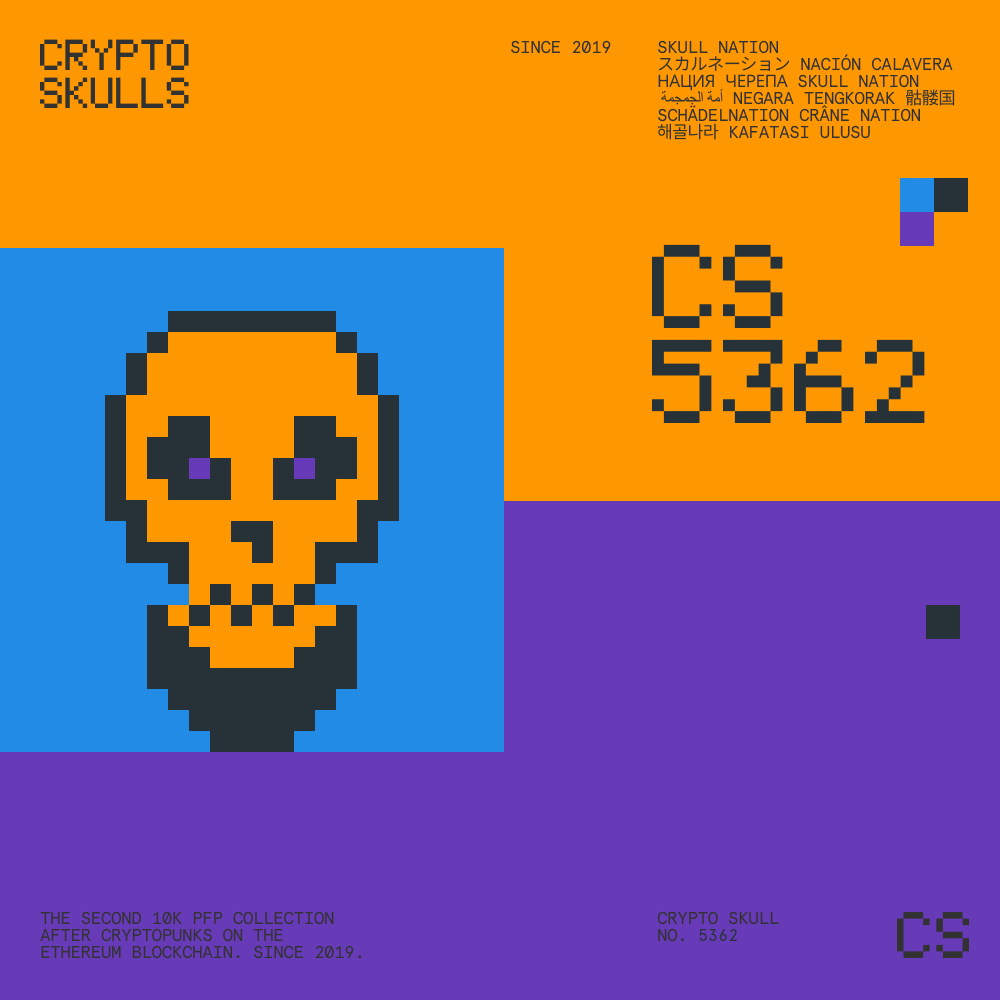 CRYPTO
SKULLS
SINCE 2019
SKULL NATION
スカルネーション NACIÓN CALAVERA
НАЦИЯ ЧЕРЕПА SKULL NATION
أمة الجمجمة NEGARA TENGKORAK 骷髅国
SCHÄDELNATION CRÂNE NATION
해골나라 KAFATASI ULUSU
CS
5362
THE SECOND 10K PFP COLLECTION
AFTER CRYPTOPUNKS ON THE
ETHEREUM BLOCKCHAIN. SINCE 2019.
CRYPTO SKULL
NO. 5362
CS